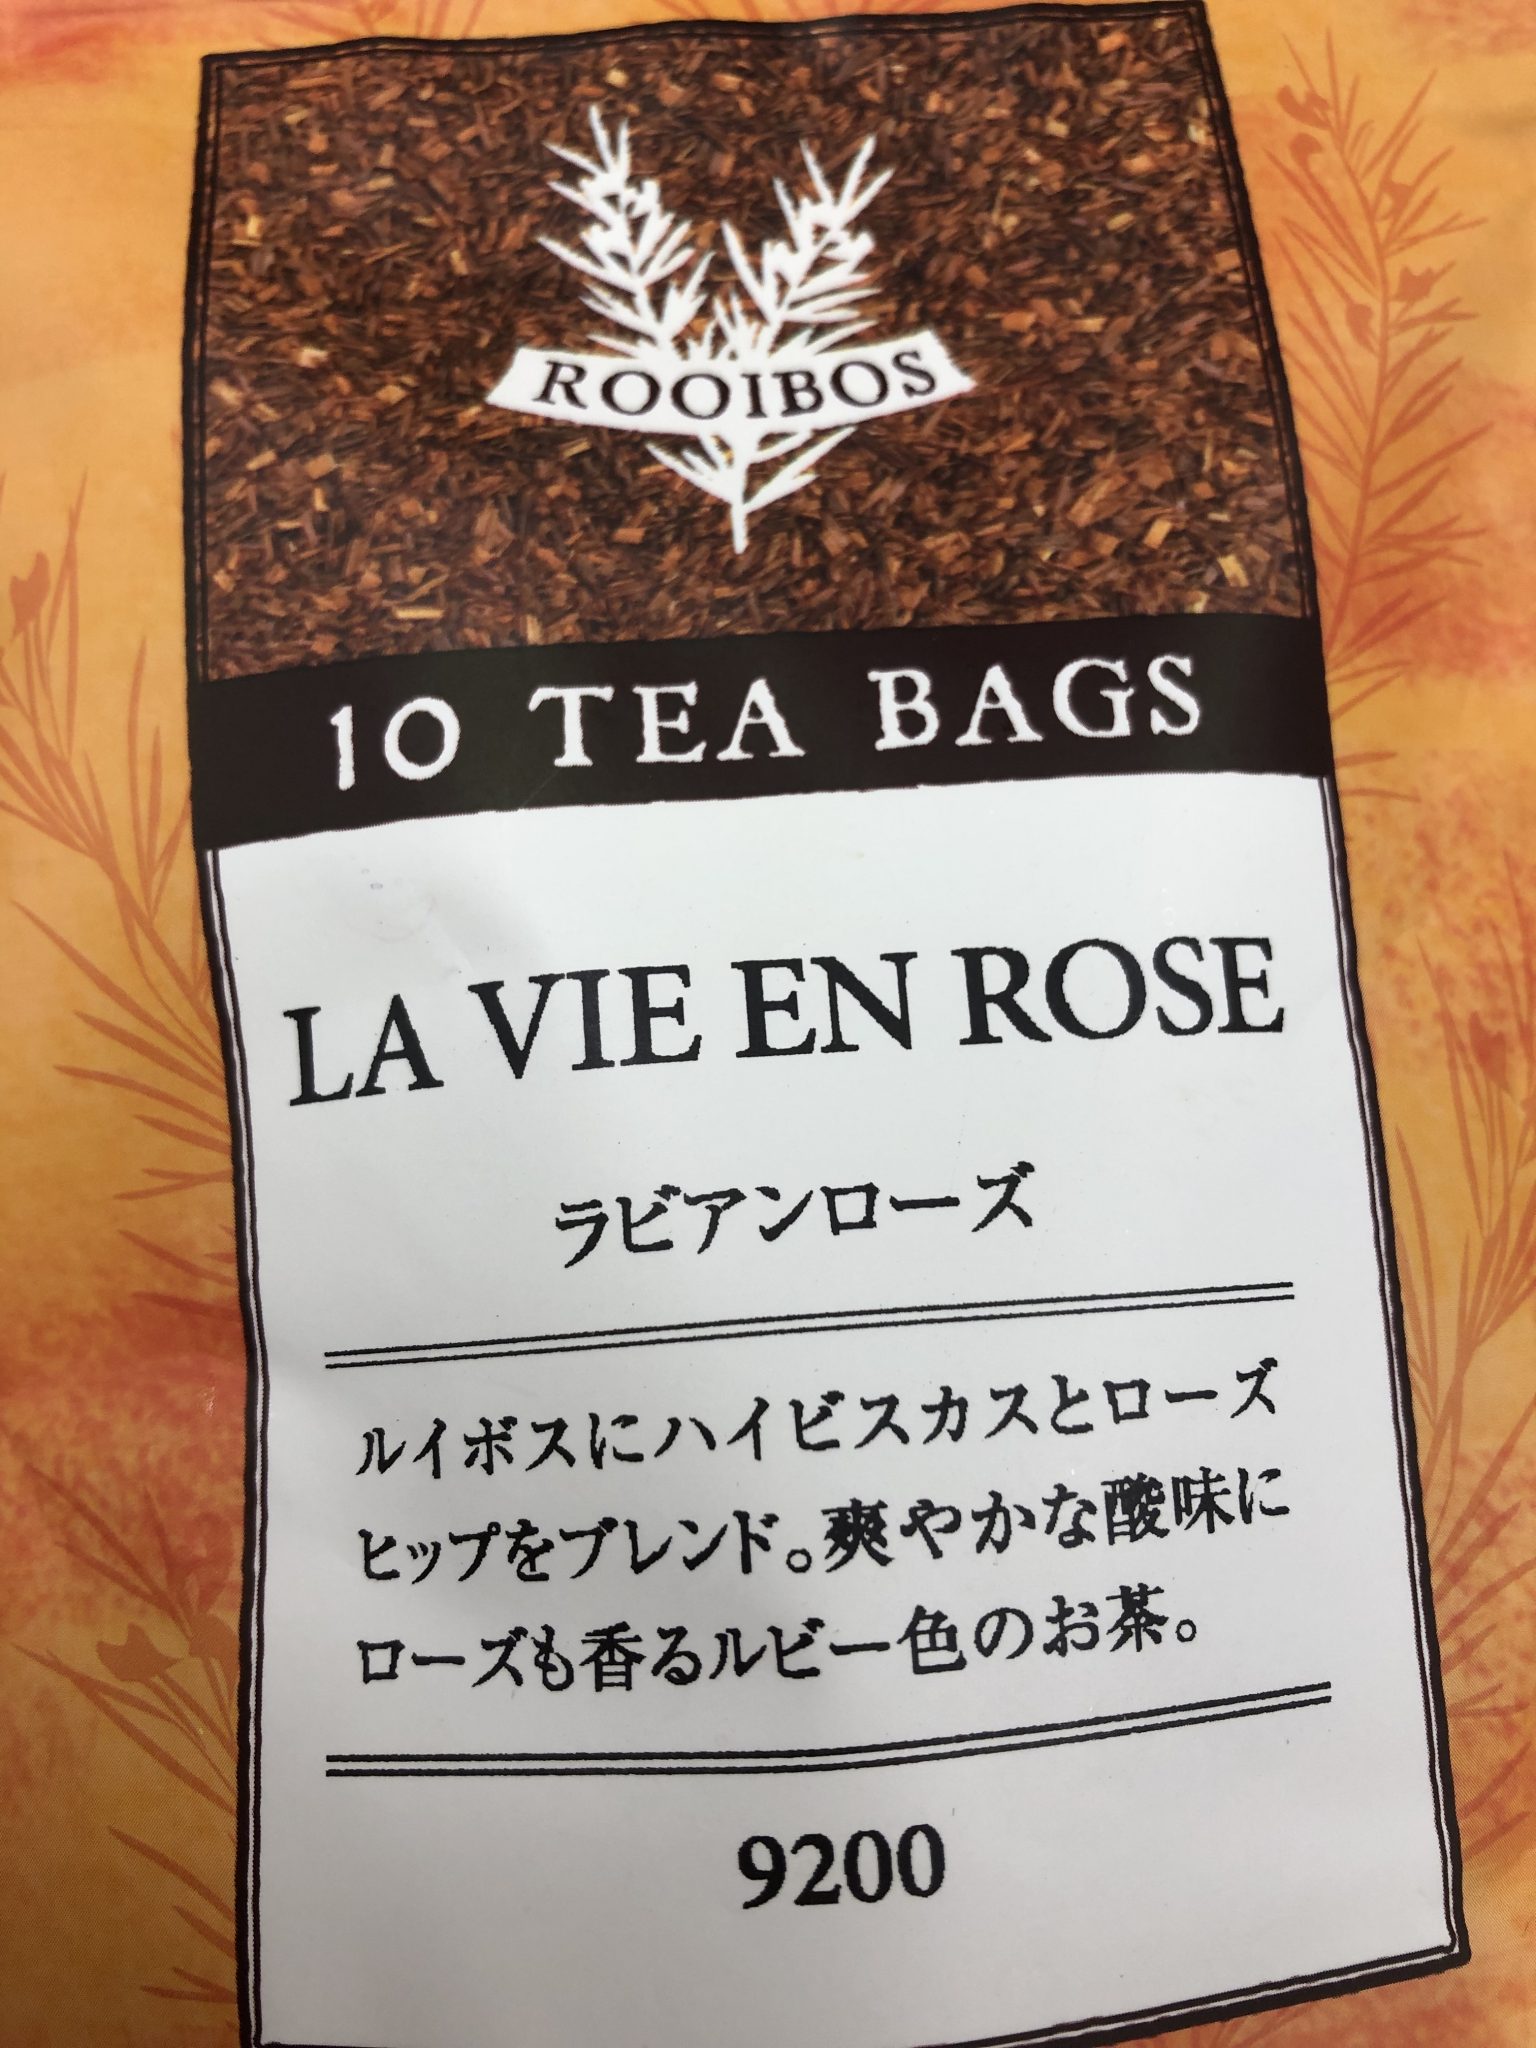 ROOIBOS
10 TEA BAGS
LA VIE EN ROSE
ラビアンローズ
ルイボスにハイビスカスとローズ
ヒップをブレンド。爽やかな酸味に
ローズも香るルビー色のお茶。
9200